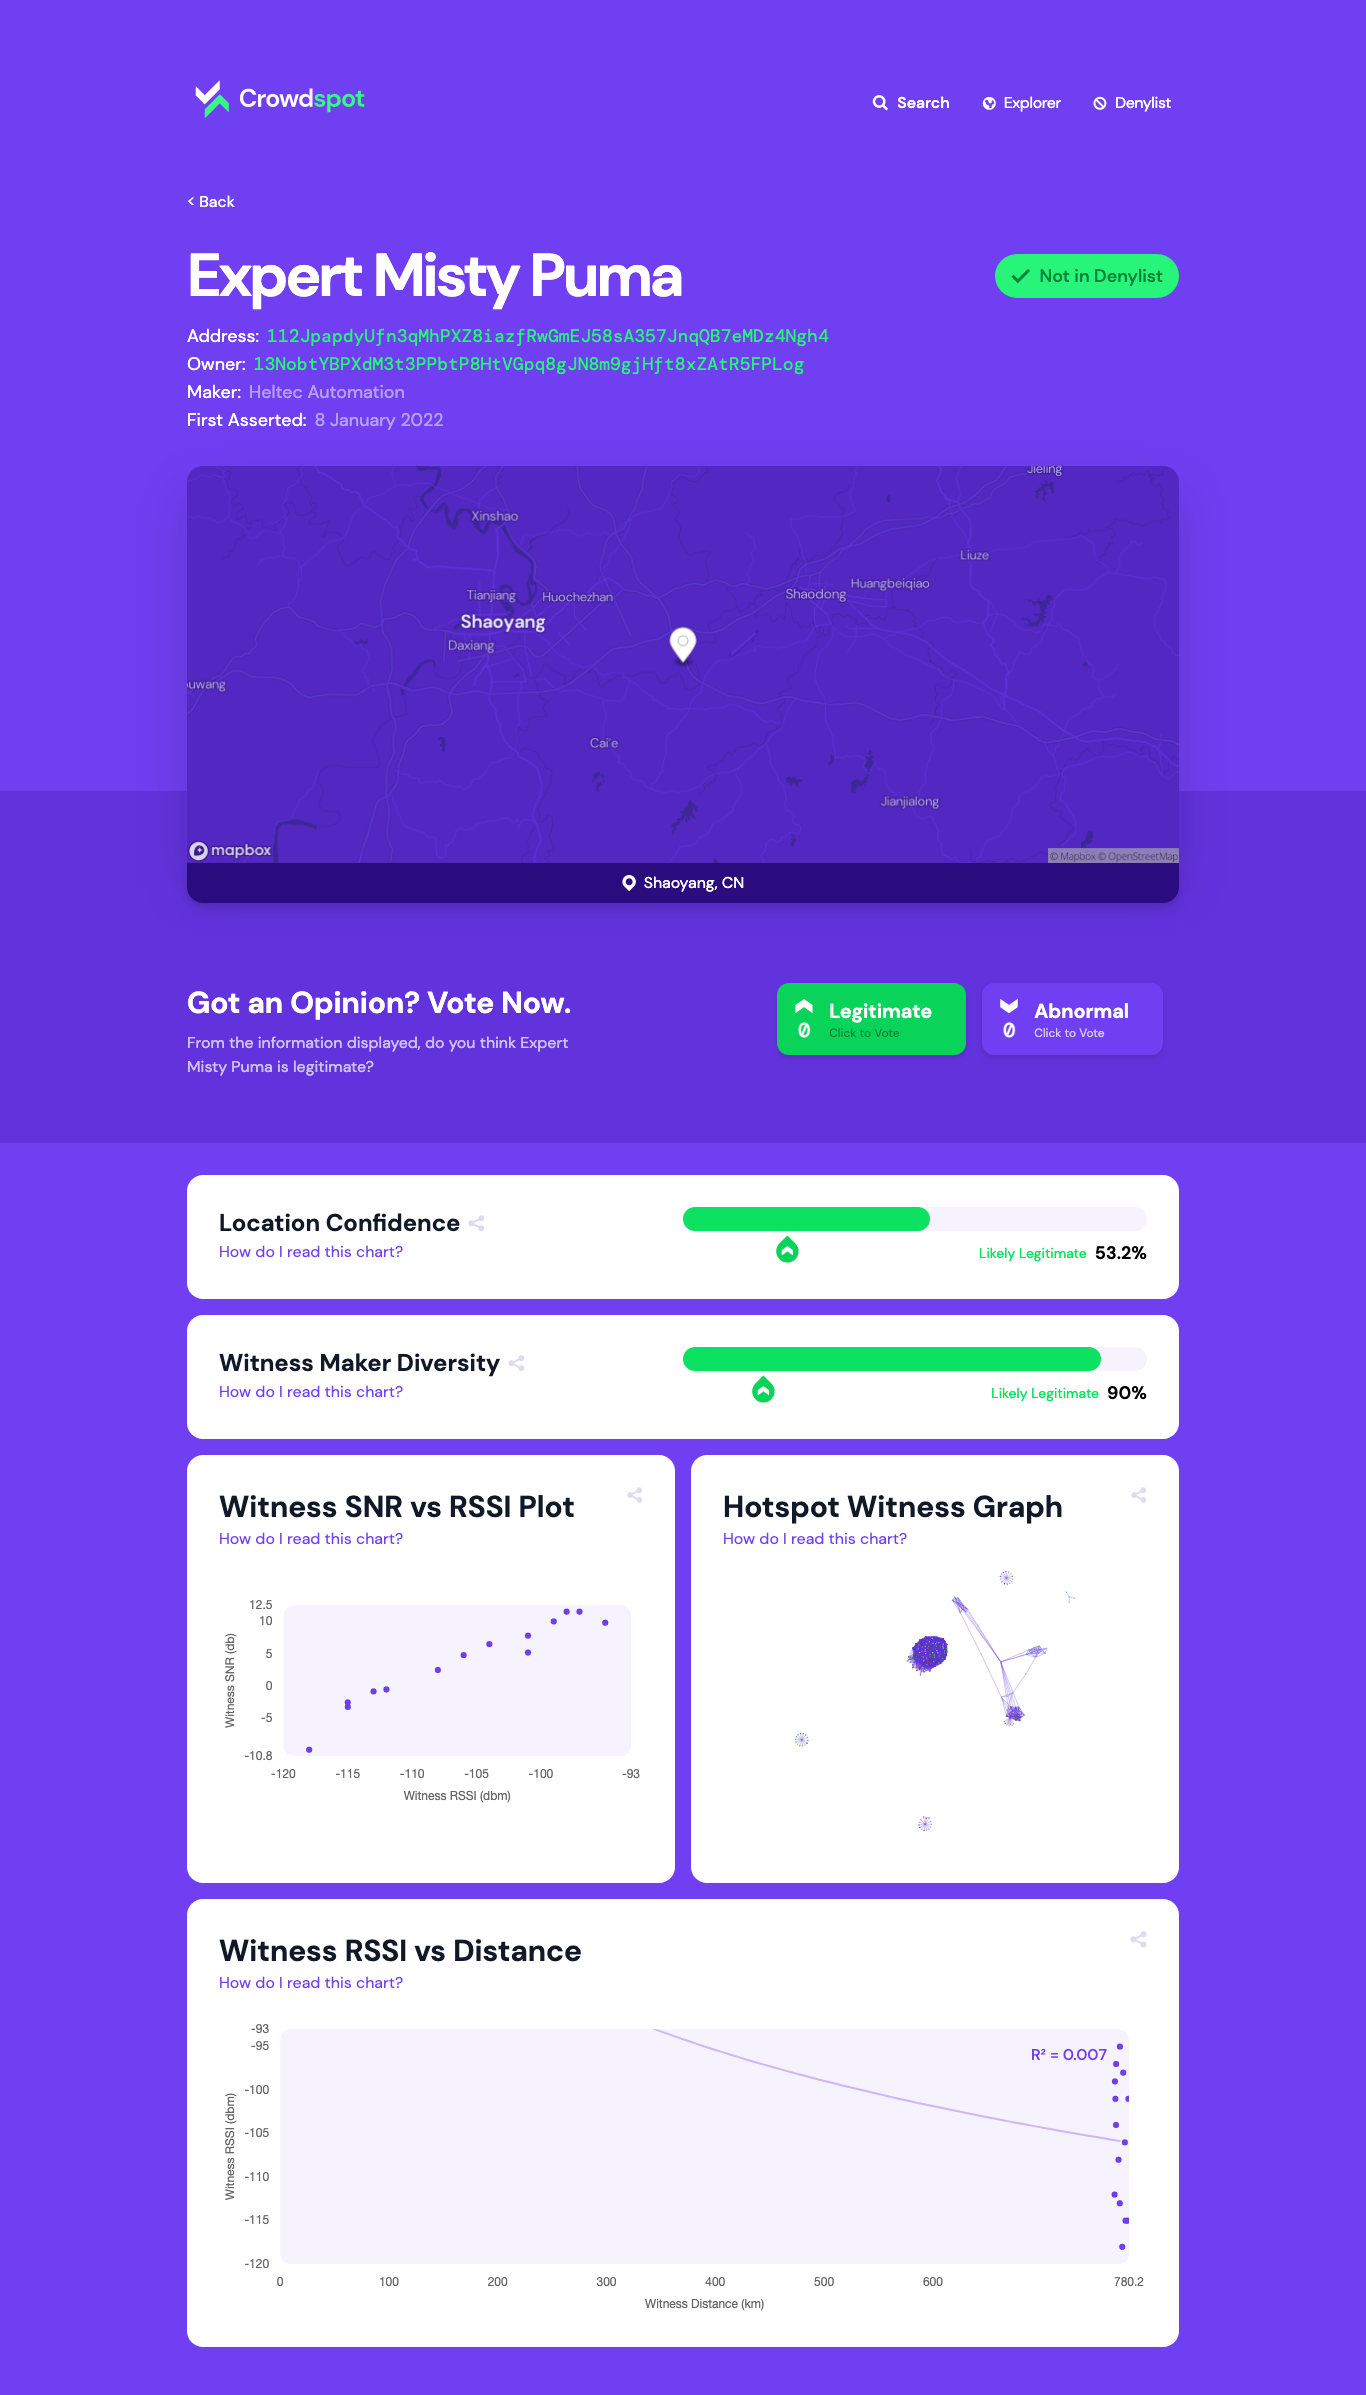 Crowdspot
Search
Explorer
Denylist
< Back
Expert Misty Puma
Not in Denylist
Address: 112JpapdyUfn3qMhPXZ8iazfRwGmEJ58sA357JnqQB7eMDz4Ngh4
Owner: 13NobtYBPXdM3t3PPbtP8HtVGpq8gJN8m9gjHft8xZAtR5FPLog
Maker: Heltec Automation
First Asserted: 8 January 2022
Jieling
Xinshao
Liuze
Huangbeiqiao
Tianjiang
Huochezhan
Shaodong
Shaoyang
Daxiang
ouwang
Cai'e
Jianjialong
mapbox
© Mapbox © OpenStreetMap
Shaoyang, CN
Got an Opinion? Vote Now.
From the information displayed, do you think Expert
Misty Puma is legitimate?
Legitimate
0
Click to Vote
Abnormal
0
Click to Vote
Location Confidence
How do I read this chart?
Likely Legitimate 53.2%
Witness Maker Diversity
How do I read this chart?
Likely Legitimate 90%
Witness SNR vs RSSI Plot
How do I read this chart?
Witness SNR (db)
12.5
10
5
0
-5
-10.8
-120
-115
-110
-105
-100
-93
Witness RSSI (dbm)
Hotspot Witness Graph
How do I read this chart?
Witness RSSI vs Distance
How do I read this chart?
Witness RSSI (dbm)
-93
-95
-100
-105
-110
-115
-120
R² = 0.007
0
100
200
300
400
500
600
780.2
Witness Distance (km)